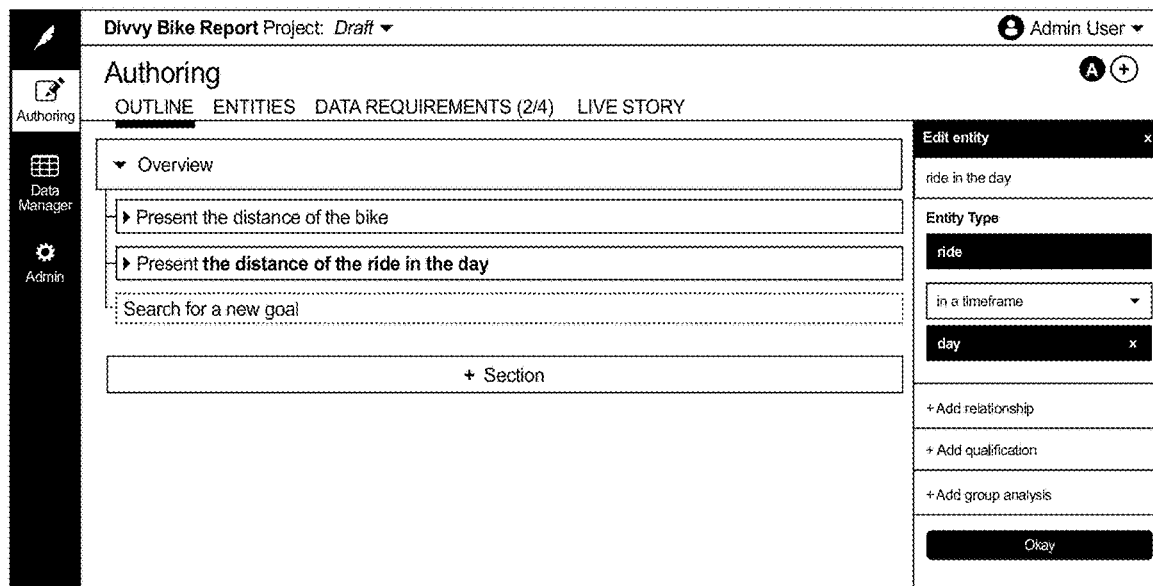 Divvy Bike Report Project: Draft
Admin User
Authoring
A +
OUTLINE ENTITIES DATA REQUIREMENTS (2/4) LIVE STORY
Authoring
Data
Manager
Admin
Overview
Present the distance of the bike
Present the distance of the ride in the day
Search for a new goal
+ Section
Edit entity x
ride in the day
Entity Type
ride
in a timeframe
day x
+ Add relationship
+ Add qualification
+ Add group analysis
Okay